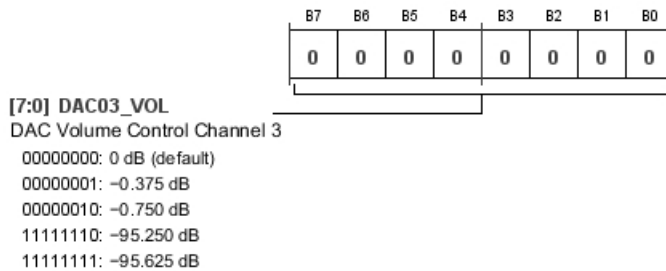 B7 B6 B5 B4 B3 B2 B1 B0
0 0 0 0 0 0 0 0
[7:0] DAC03_VOL
DAC Volume Control Channel 3
00000000: 0 dB (default)
00000001: −0.375 dB
00000010: −0.750 dB
11111110: −95.250 dB
11111111: −95.625 dB